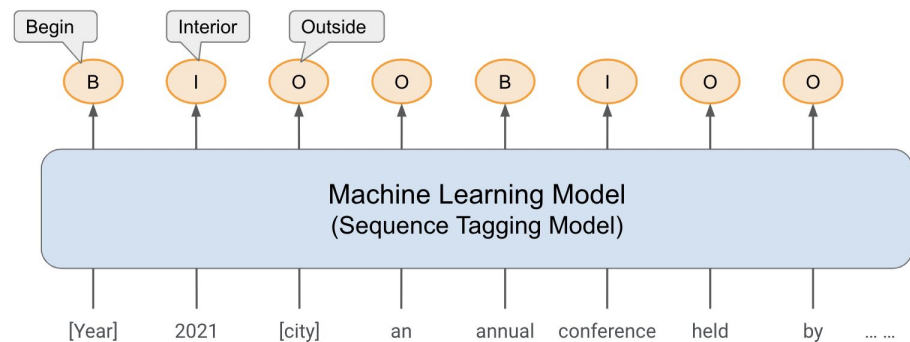 Begin Interior Outside
B I O O B I O O
Machine Learning Model
(Sequence Tagging Model)
[Year] 2021 [city] an annual conference held by ... ...